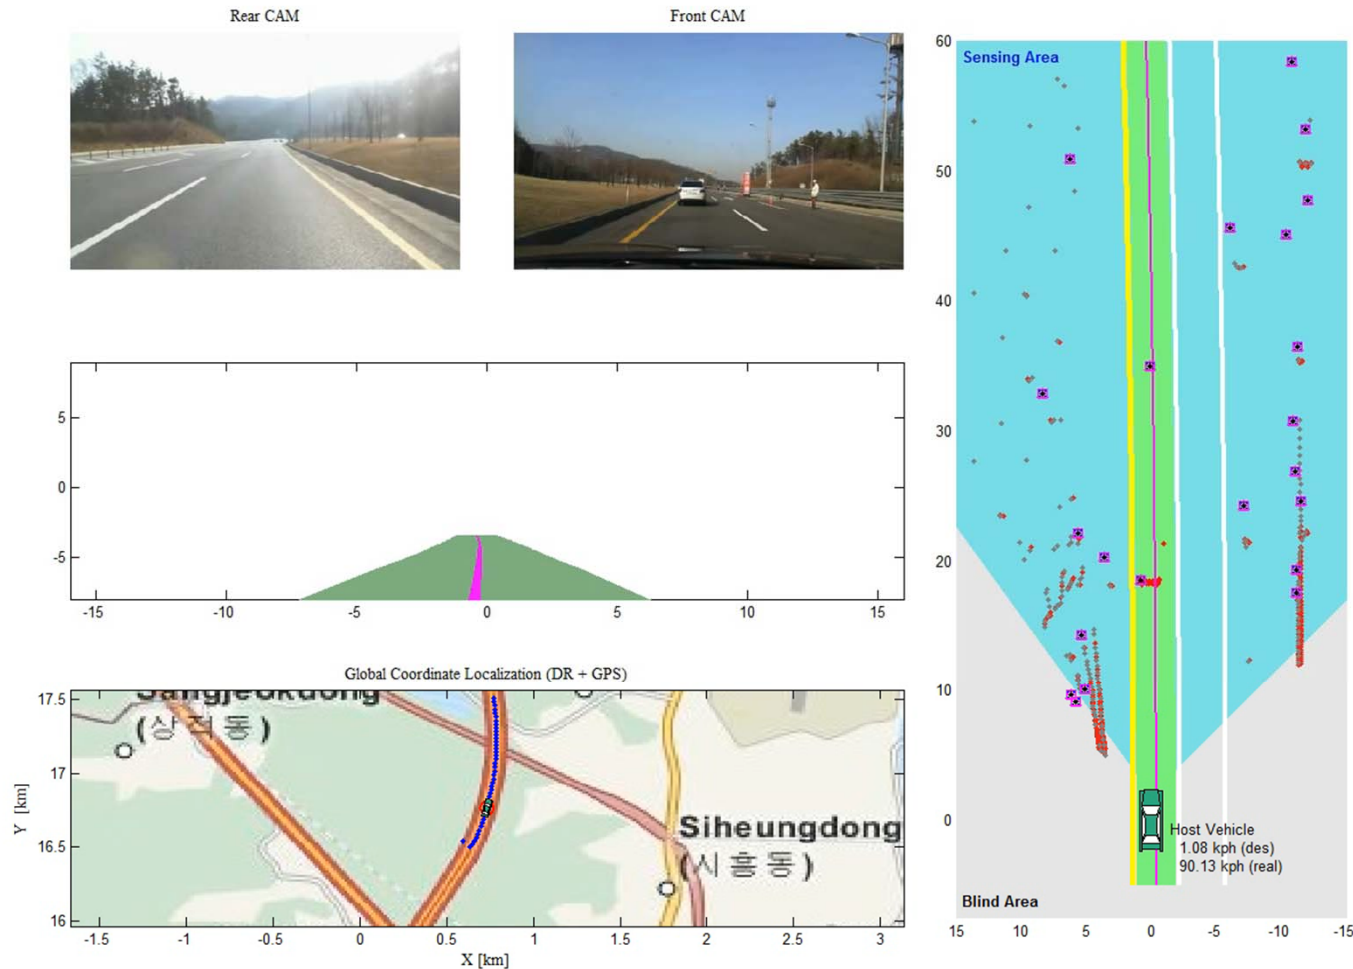 Rear CAM
Front CAM
5
0
-5
-15
-10
-5
0
5
10
15
Global Coordinate Localization (DR + GPS)
17.5
17
16.5
16
Y [km]
Sangjeokdong
(상적동)
Siheungdong
(시흥동)
-1.5
-1
-0.5
0
0.5
1
1.5
2
2.5
3
X [km]
60
50
40
30
20
10
0
Sensing Area
Host Vehicle
1.08 kph (des)
90.13 kph (real)
Blind Area
15
10
5
0
-5
-10
-15